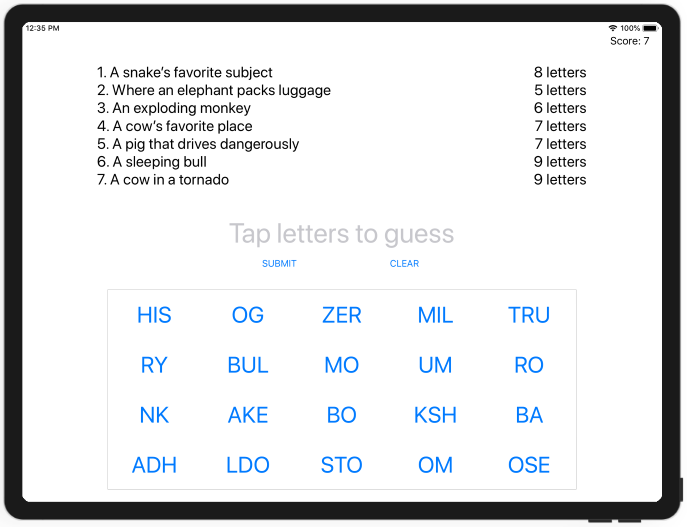 12:35 PM 100%
Score: 7
1. A snake’s favorite subject 8 letters
2. Where an elephant packs luggage 5 letters
3. An exploding monkey 6 letters
4. A cow’s favorite place 7 letters
5. A pig that drives dangerously 7 letters
6. A sleeping bull 9 letters
7. A cow in a tornado 9 letters
Tap letters to guess
SUBMIT CLEAR
HIS OG ZER MIL TRU
RY BUL MO UM RO
NK AKE BO KSH BA
ADH LDO STO OM OSE